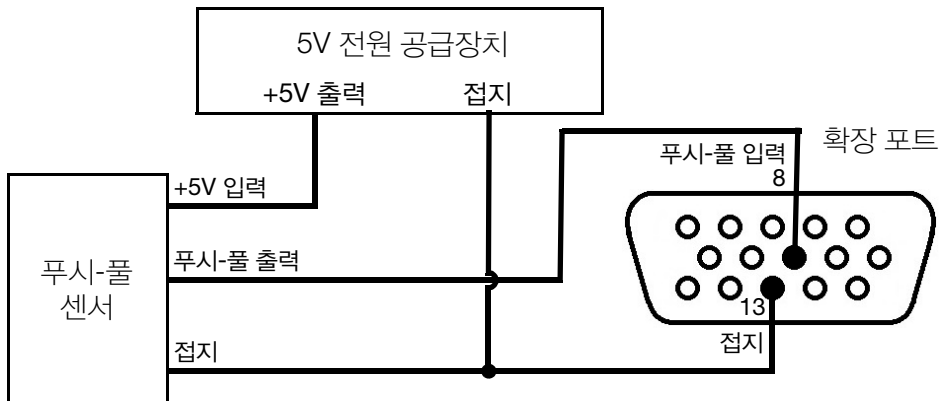 5V 전원 공급장치
+5V 출력
접지
확장 포트
푸시-풀 입력
8
+5V 입력
푸시-풀 출력
푸시-풀
센서
13
접지
접지